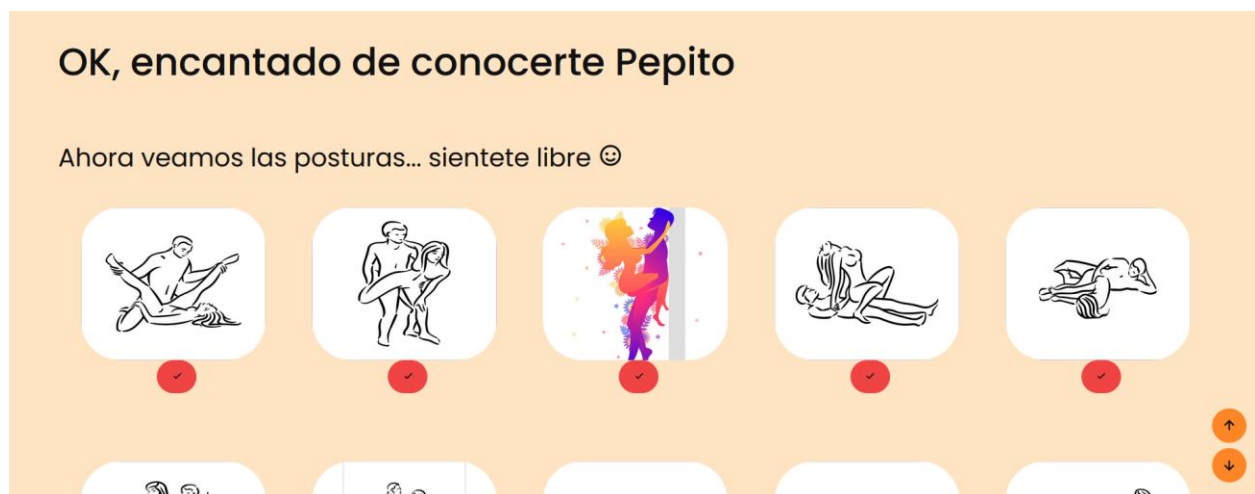 OK, encantado de conocerte Pepito
Ahora veamos las posturas... sientete libre ☺